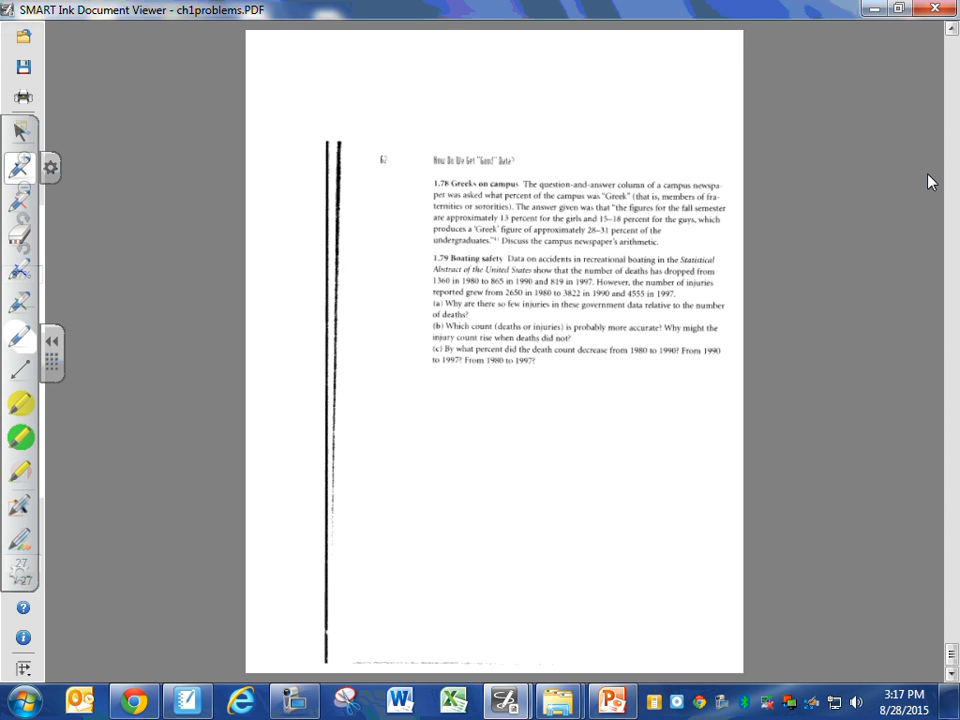 SMART Ink Document Viewer - ch1problems.PDF
62 How Do We Get "Good" Data?
1.78 Greeks on campus The question-and-answer column of a campus newspa-
per was asked what percent of the campus was "Greek" (that is, members of fra-
ternities or sororities). The answer given was that "the figures for the fall semester
are approximately 13 percent for the girls and 15–18 percent for the guys, which
produces a 'Greek' figure of approximately 28–31 percent of the
undergraduates." Discuss the campus newspaper's arithmetic.
1.79 Boating safety Data on accidents in recreational boating in the Statistical
Abstract of the United States show that the number of deaths has dropped from
1360 in 1980 to 865 in 1990 and 819 in 1997. However, the number of injuries
reported grew from 2650 in 1980 to 3822 in 1990 and 4555 in 1997.
(a) Why are there so few injuries in these government data relative to the number
of deaths?
(b) Which count (deaths or injuries) is probably more accurate? Why might the
injury count rise when deaths did not?
(c) By what percent did the death count decrease from 1980 to 1990? From 1990
to 1997? From 1980 to 1997?
27
27
3:17 PM
8/28/2015